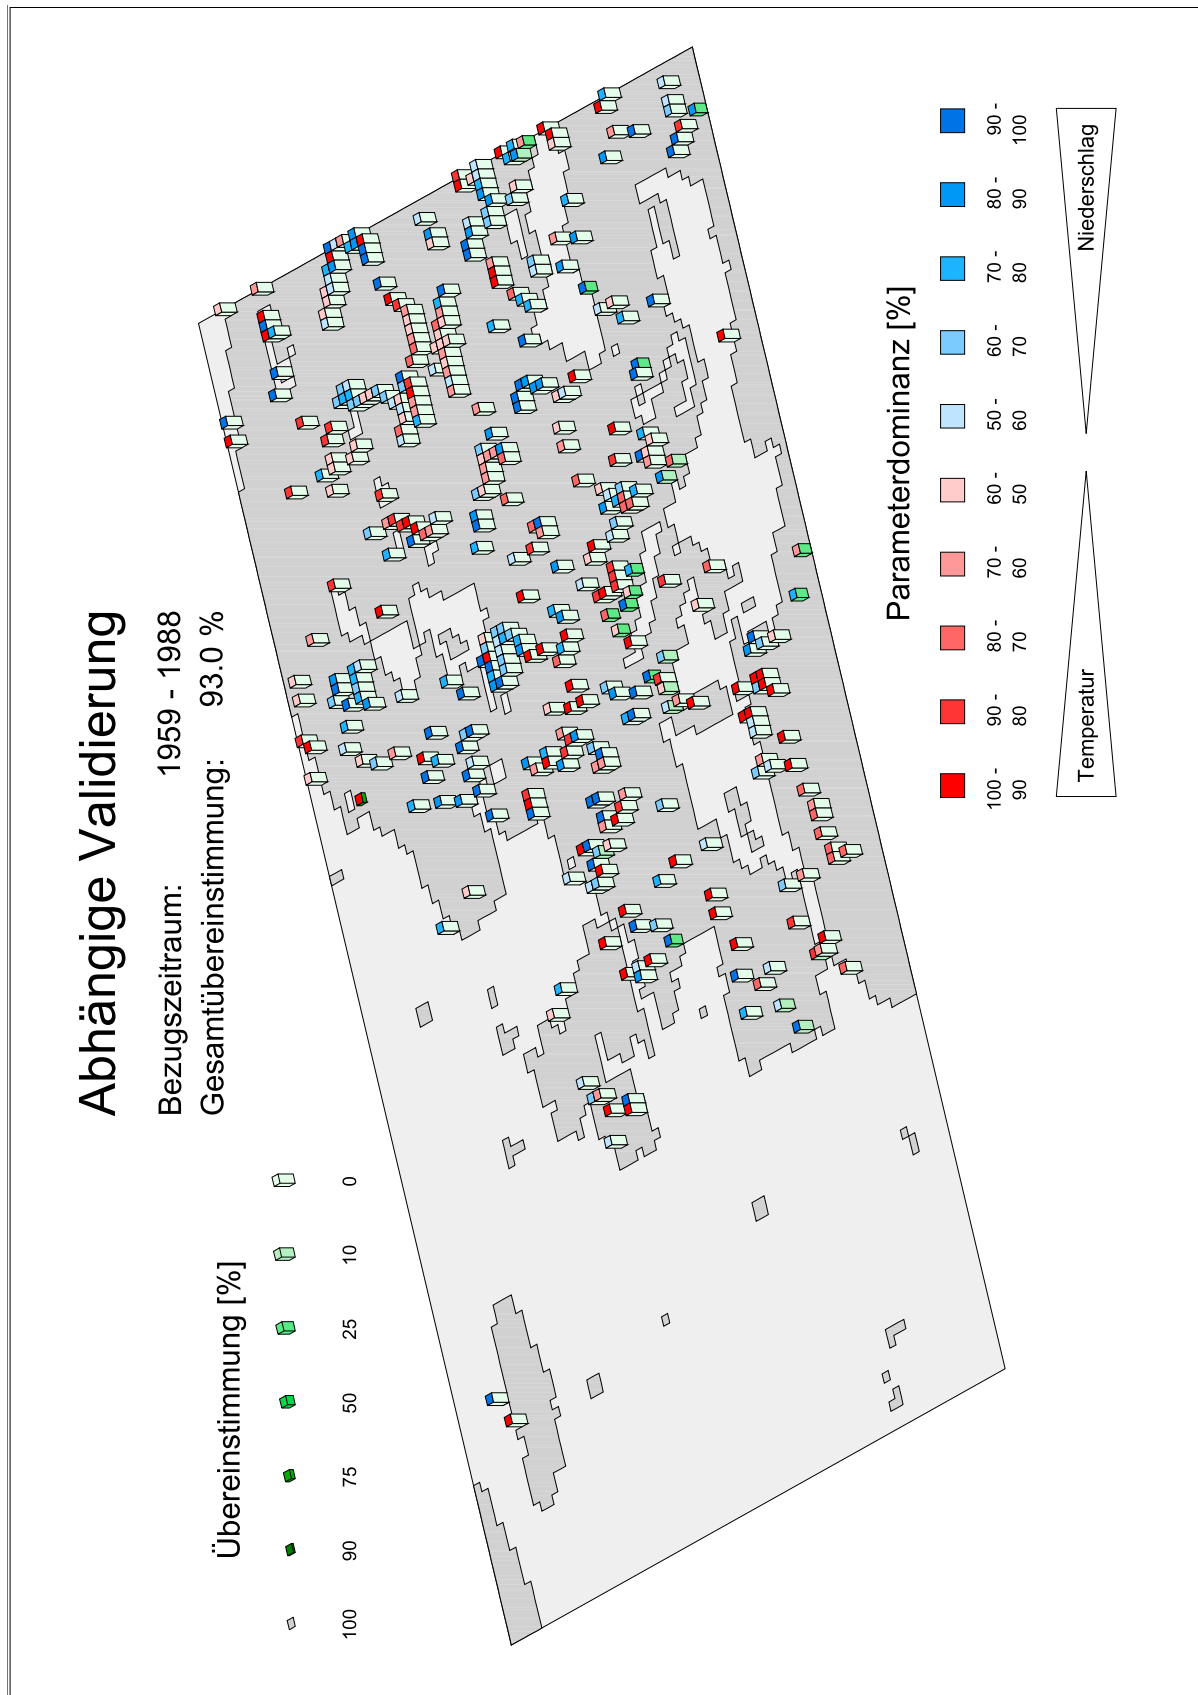 Abhängige Validierung
Bezugszeitraum: 1959 - 1988
Gesamtübereinstimmung: 93.0 %
Übereinstimmung [%]
100 90 75 50 25 10 0
Parameterdominanz [%]
100 - 90 - 80 - 70 - 60 - 50 - 60 - 70 - 80 - 90 -
90 80 70 60 50 60 70 80 90 100
Temperatur Niederschlag